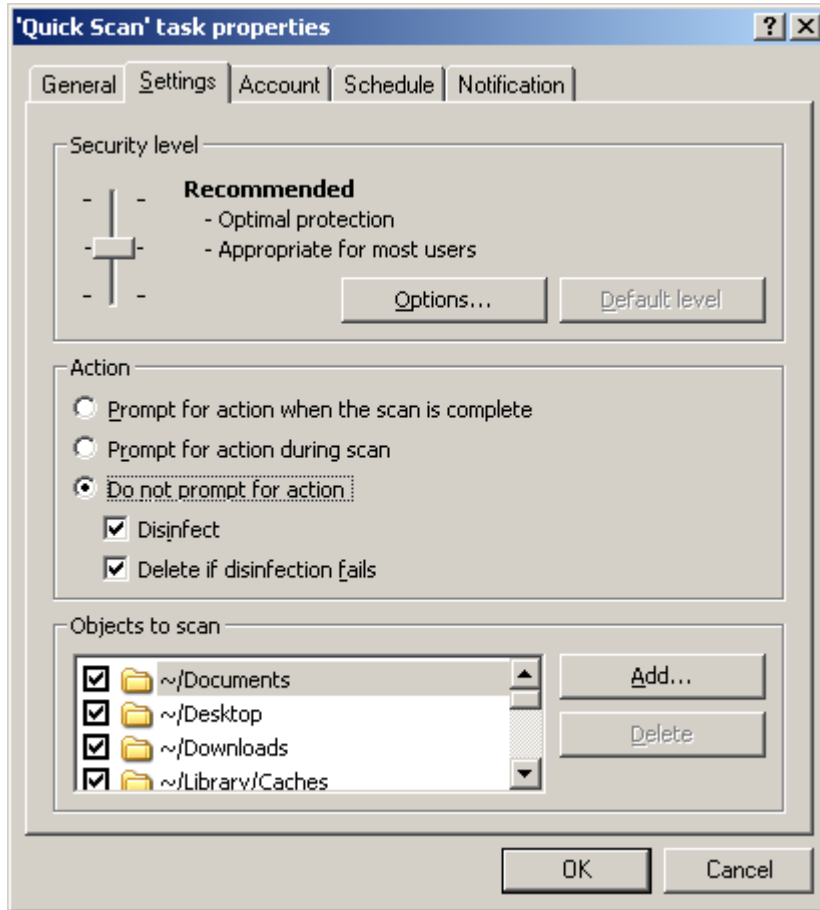 'Quick Scan' task properties
General Settings Account Schedule Notification
Security level
Recommended
- Optimal protection
- Appropriate for most users
Options... Default level
Action
Prompt for action when the scan is complete
Prompt for action during scan
Do not prompt for action
Disinfect
Delete if disinfection fails
Objects to scan
~/Documents
Add...
~/Desktop
~/Downloads
Delete
~/Library/Caches
OK Cancel